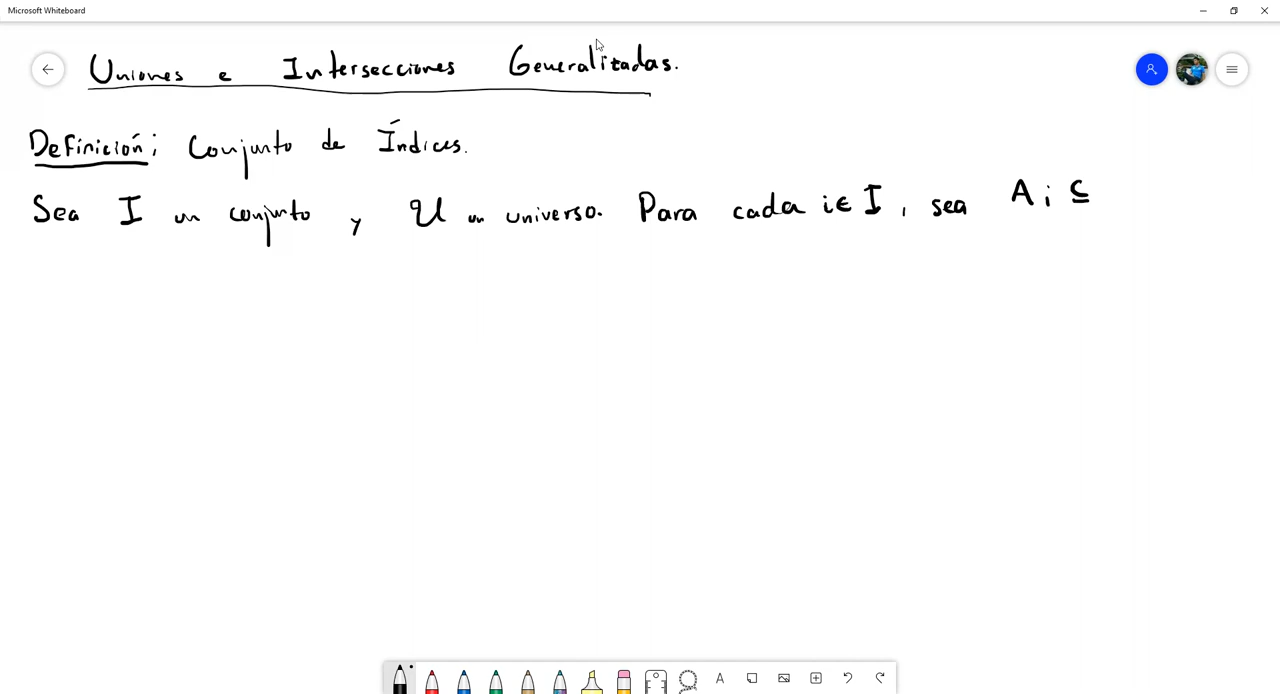 Microsoft Whiteboard
Uniones e Intersecciones Generalizadas.
Definición: Conjunto de Índices.
Sea I un conjunto y U un universo. Para cada i∈I, sea Ai ⊆
A